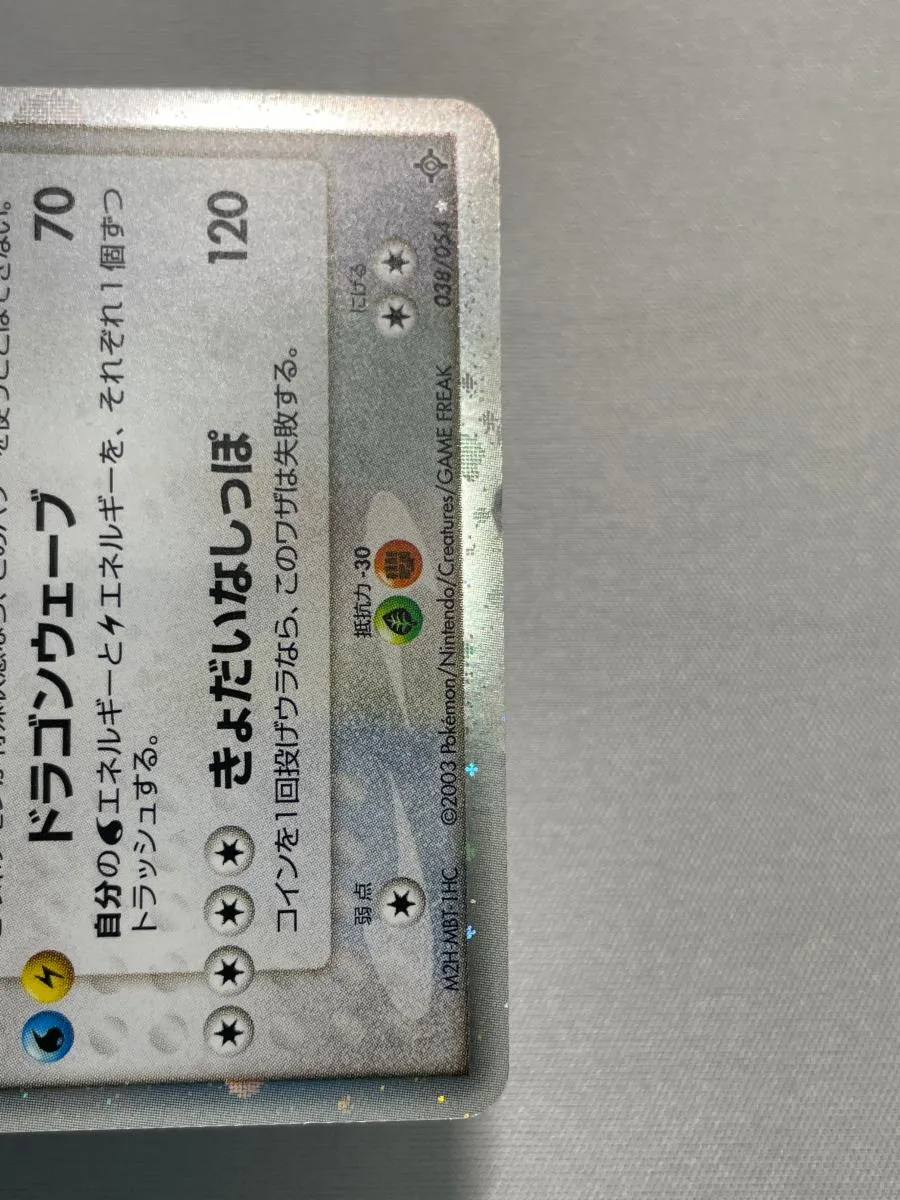 ドラゴンウェーブ 70
自分のエネルギーとエネルギーを、それぞれ1個ずつ
トラッシュする。
きょだいなしっぽ 120
コインを1回投げウラなら、このワザは失敗する。
弱点 抵抗力 -30 にげる
M2H-MBT-1HC ©2003 Pokémon/Nintendo/Creatures/GAME FREAK 038/054